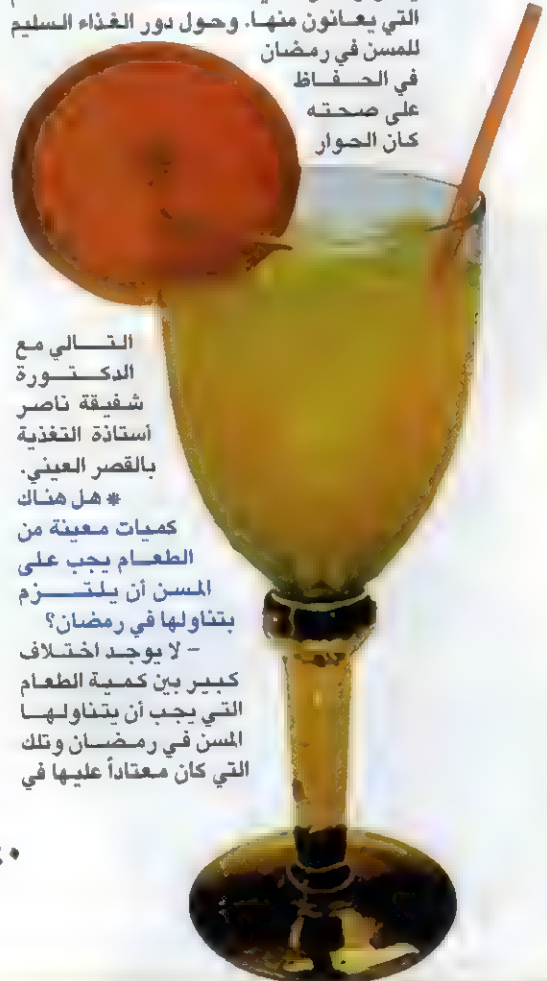 التي يعانون منها. وحول دور الغذاء السليم
للمسن في رمضان
في الحفاظ
على صحته
كان الحوار
التالي مع
الدكتورة
شفيقة ناصر
أستاذة التغذية
بالقصر العيني.
* هل هناك
كميات معينة من
الطعام يجب على
المسن أن يلتزم
بتناولها في رمضان؟
- لا يوجد اختلاف
كبير بين كمية الطعام
التي يجب أن يتناولها
المسن في رمضان وتلك
التي كان معتاداً عليها في